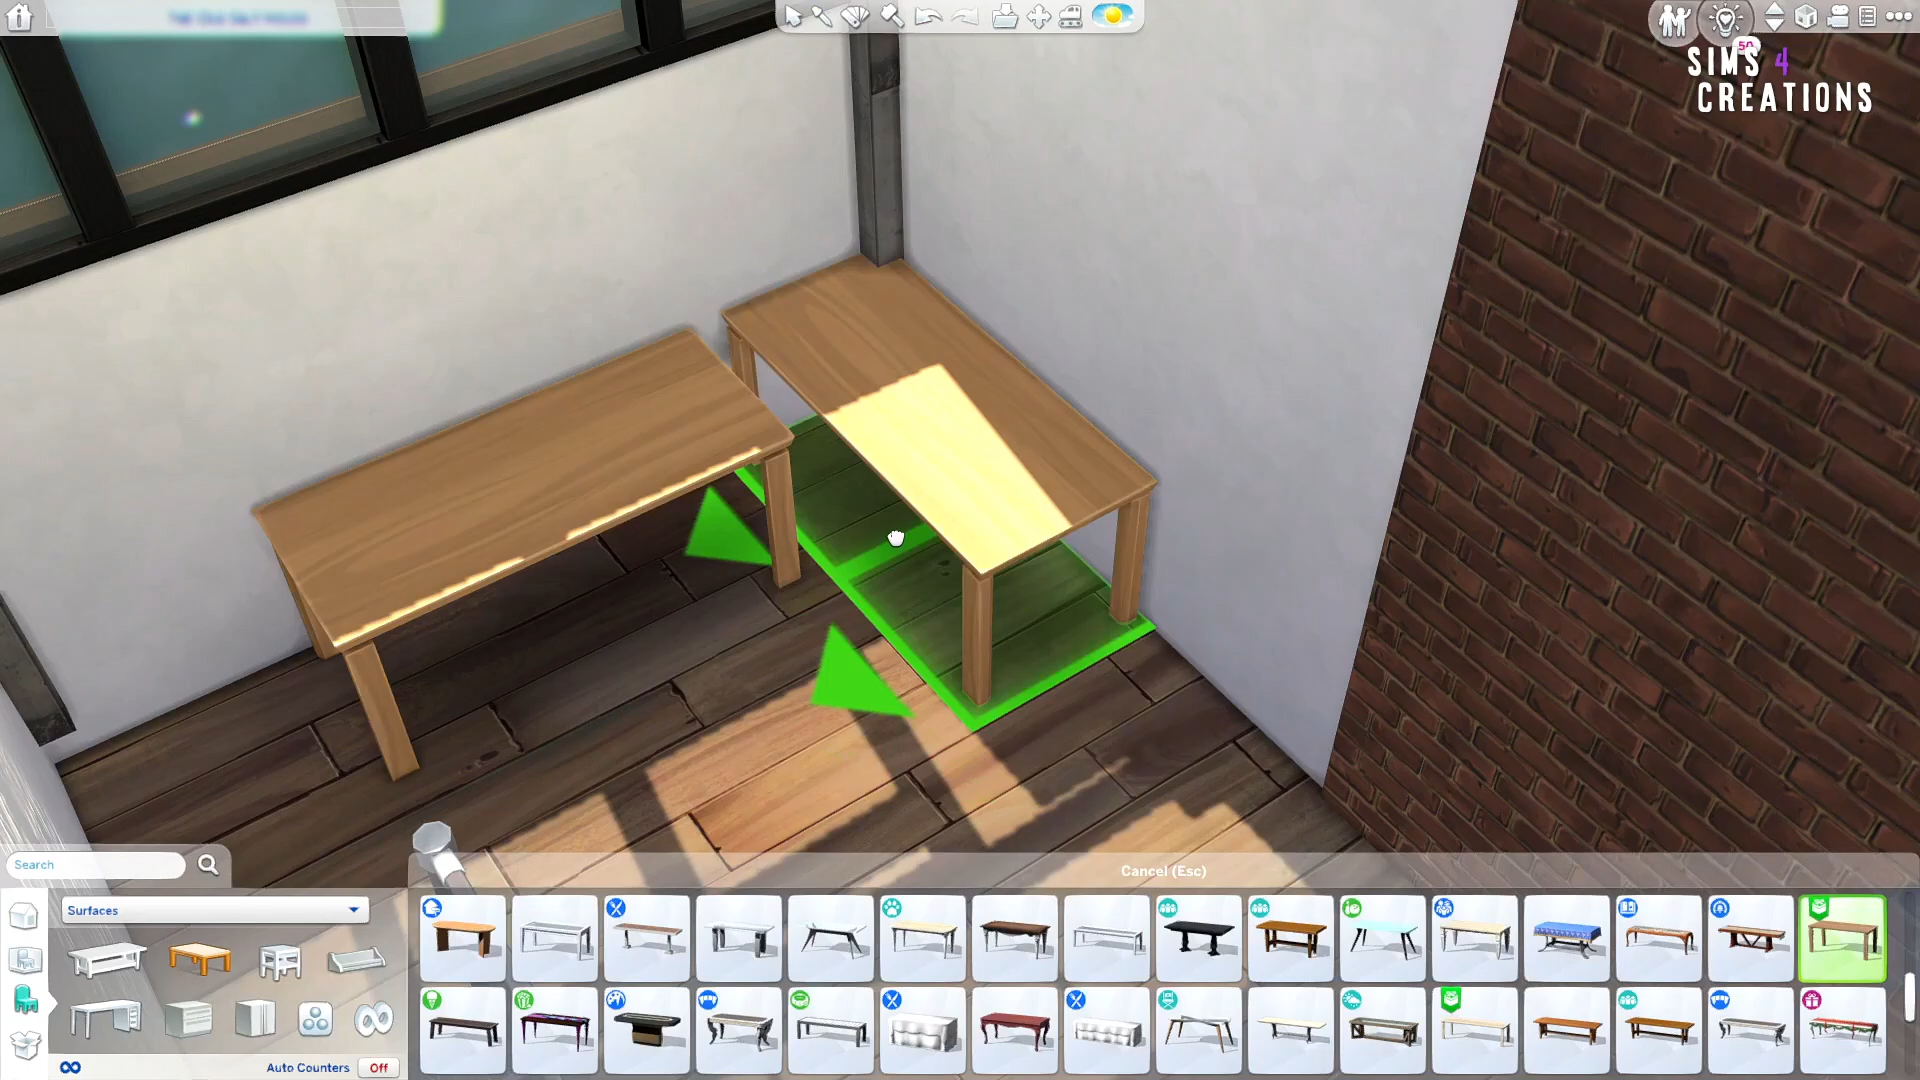 SIMS 4
CREATIONS
Search
Cancel (Esc)
Surfaces
Auto Counters
Off